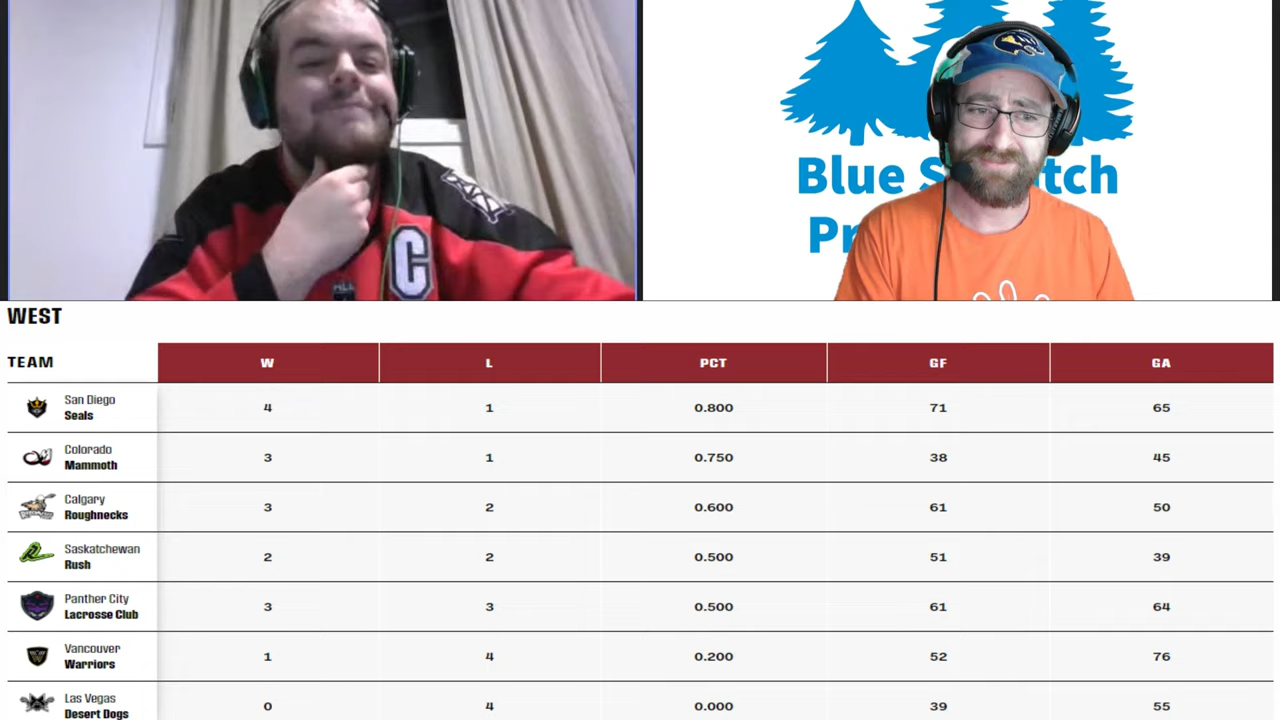 C
Blue S tch
Pr
WEST
TEAM W L PCT GF GA
San Diego
Seals 4 1 0.800 71 65
Colorado
Mammoth 3 1 0.750 38 45
Calgary
Roughnecks 3 2 0.600 61 50
Saskatchewan
Rush 2 2 0.500 51 39
Panther City
Lacrosse Club 3 3 0.500 61 64
Vancouver
Warriors 1 4 0.200 52 76
Las Vegas
Desert Dogs 0 4 0.000 39 55